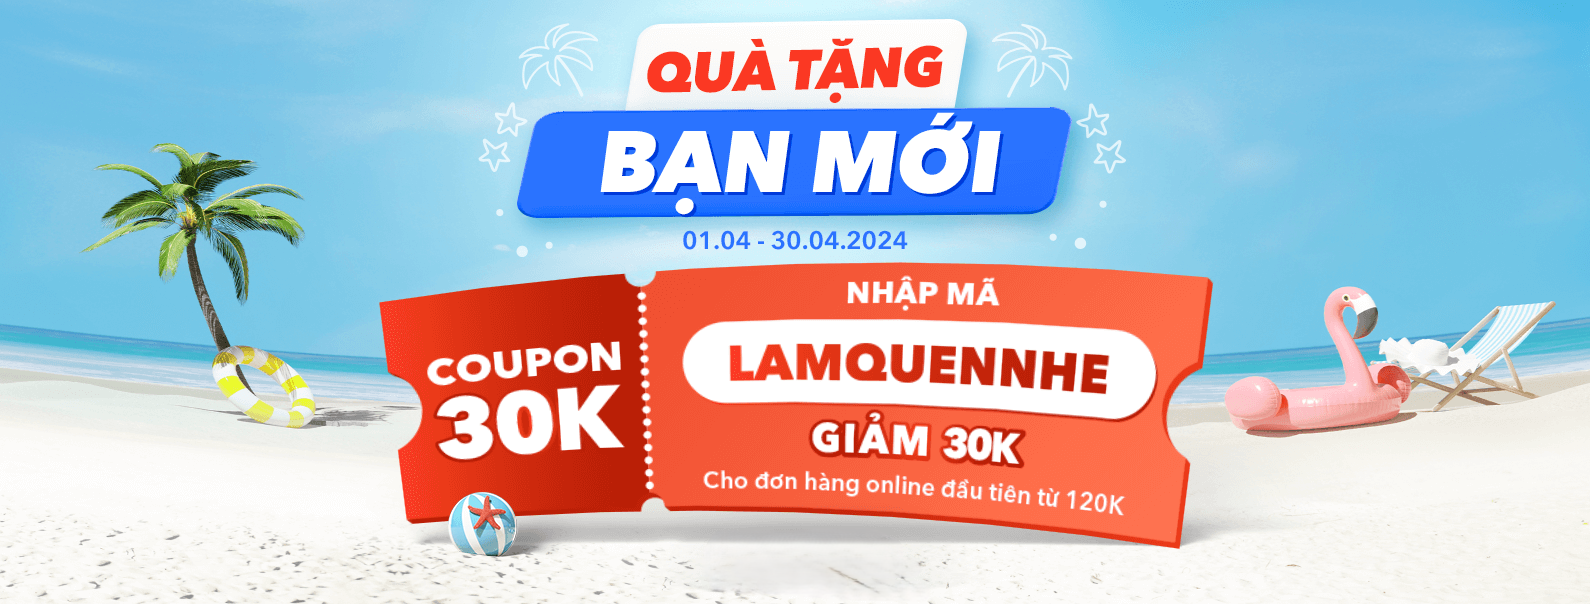 QUÀ TẶNG
BẠN MỚI
01.04 - 30.04.2024
COUPON
30K
NHẬP MÃ
LAMQUENNHE
GIẢM 30K
Cho đơn hàng online đầu tiên từ 120K